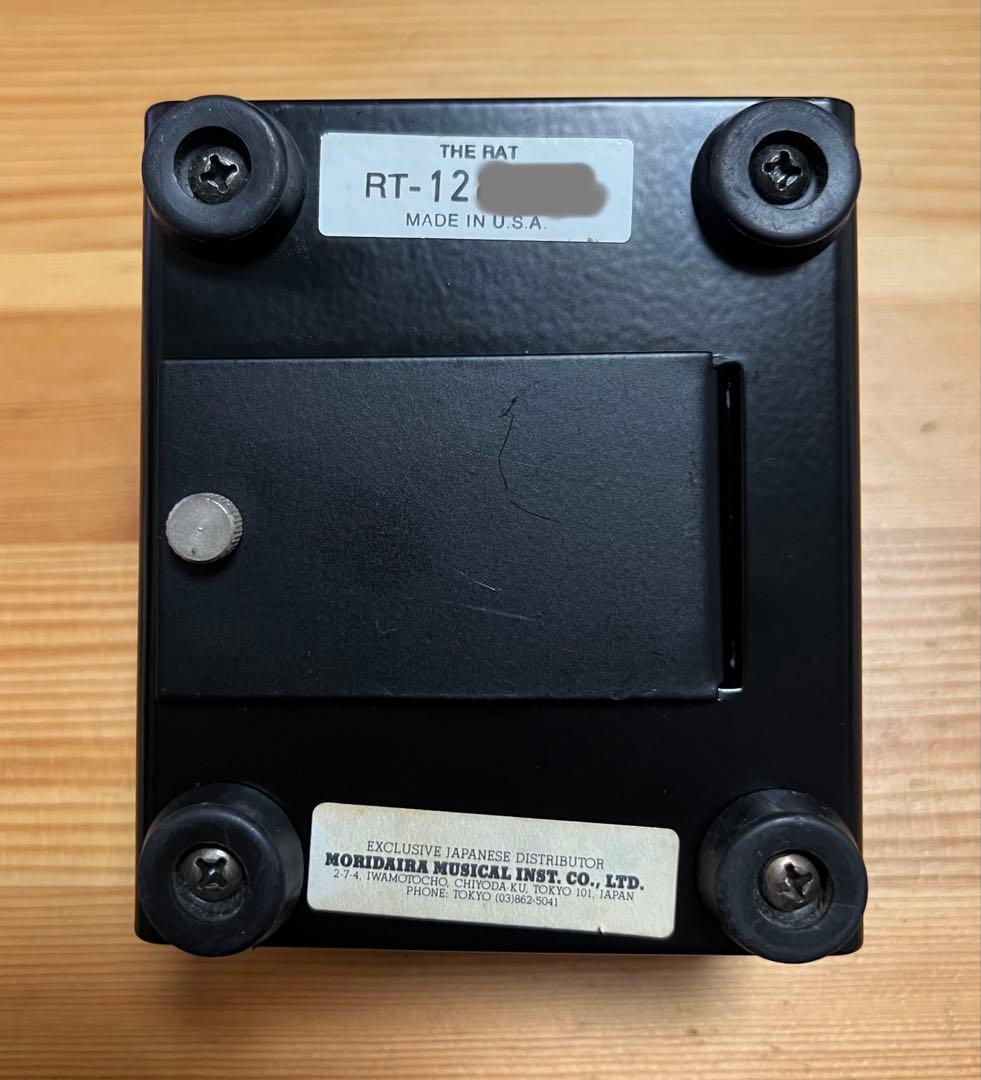 THE RAT
RT-12
MADE IN U.S.A.
EXCLUSIVE JAPANESE DISTRIBUTOR
MORIDAIRA MUSICAL INST. CO., LTD.
2-7-4, IWAMOTOCHO, CHIYODA-KU, TOKYO 101, JAPAN
PHONE: TOKYO (03)862-5041